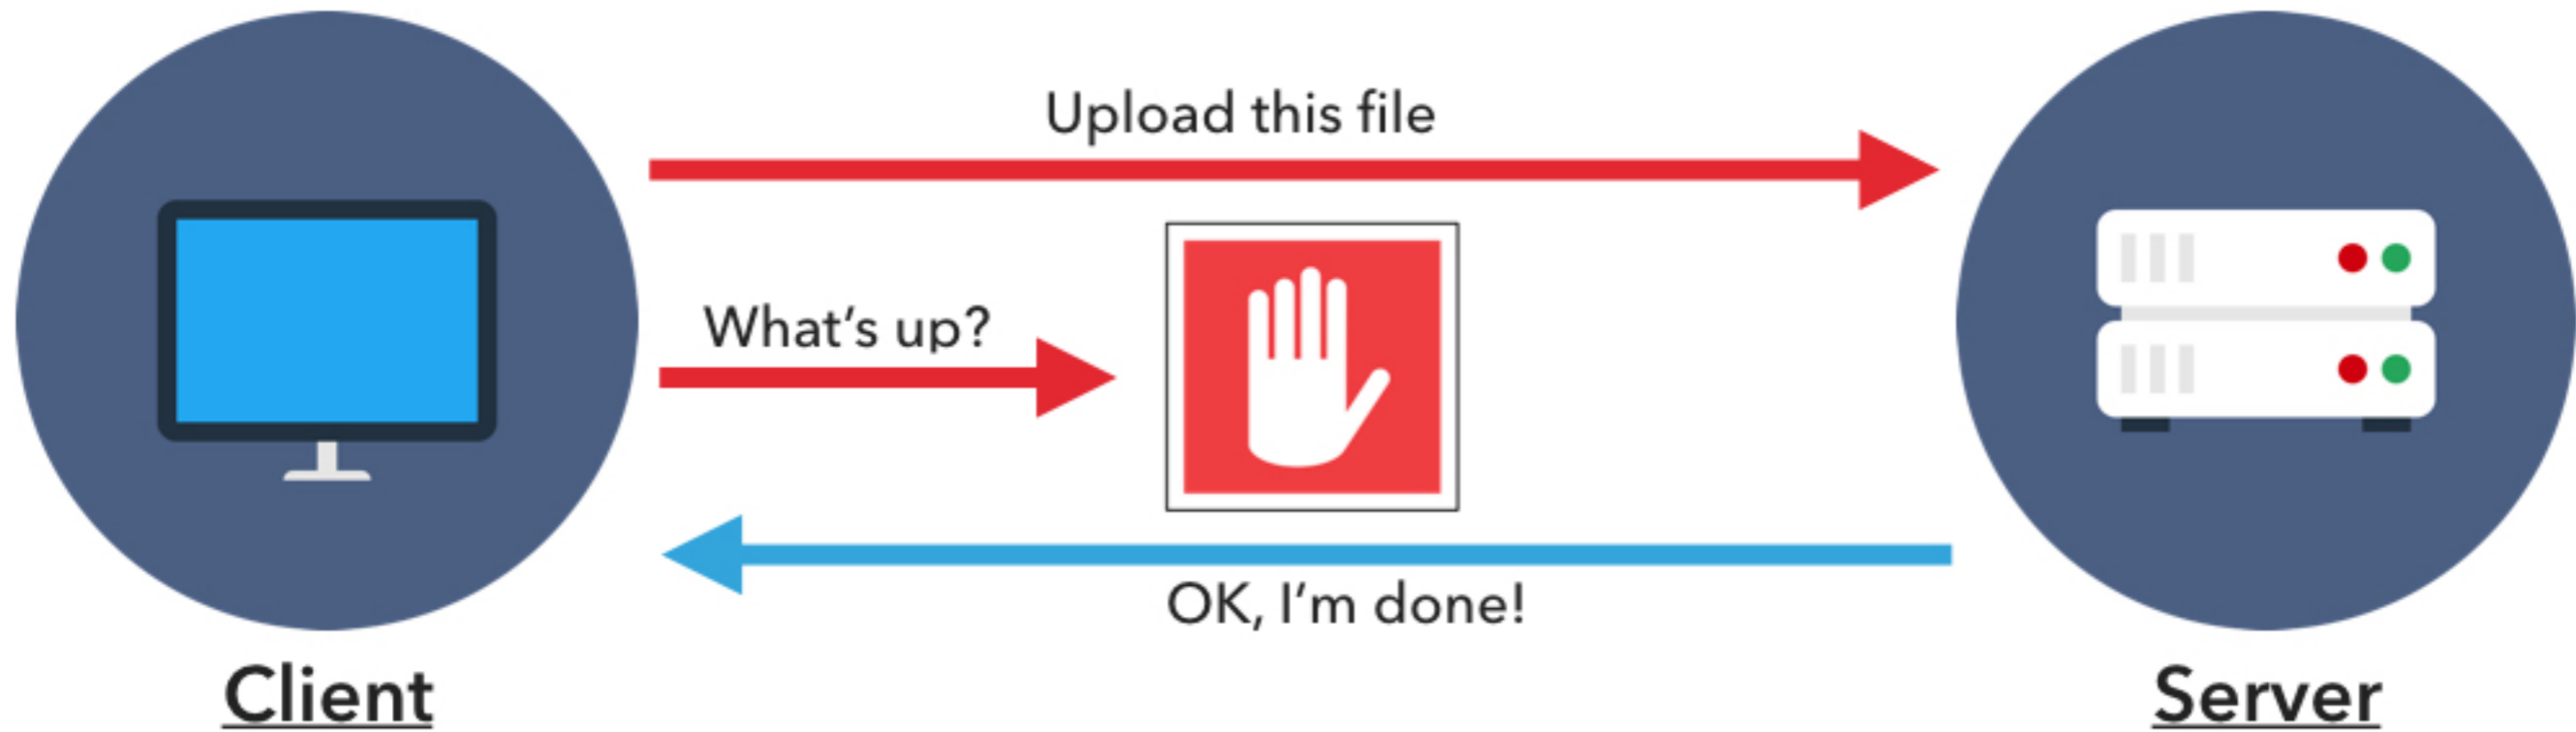 Upload this file
What’s up?
OK, I’m done!
Client
Server